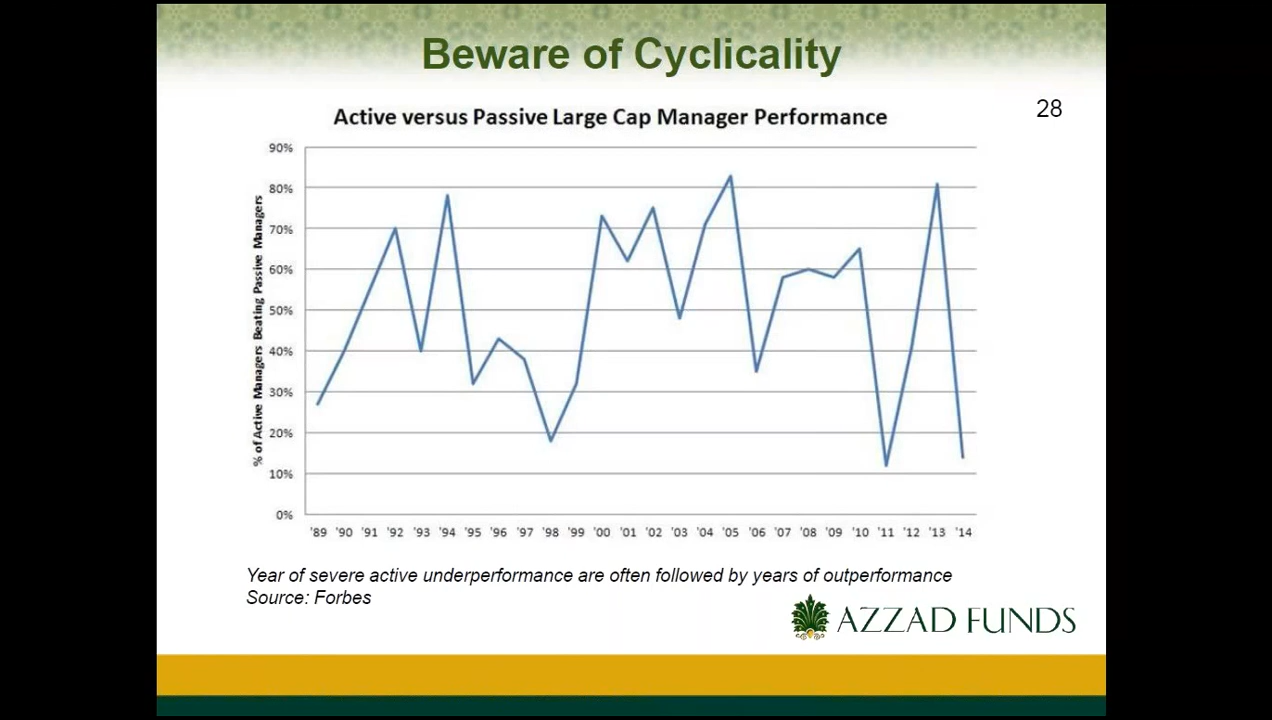 Beware of Cyclicality
28
Active versus Passive Large Cap Manager Performance
% of Active Managers Beating Passive Managers
90%
80%
70%
60%
50%
40%
30%
20%
10%
0%
'89 '90 '91 '92 '93 '94 '95 '96 '97 '98 '99 '00 '01 '02 '03 '04 '05 '06 '07 '08 '09 '10 '11 '12 '13 '14
Year of severe active underperformance are often followed by years of outperformance
Source: Forbes
AZZAD FUNDS